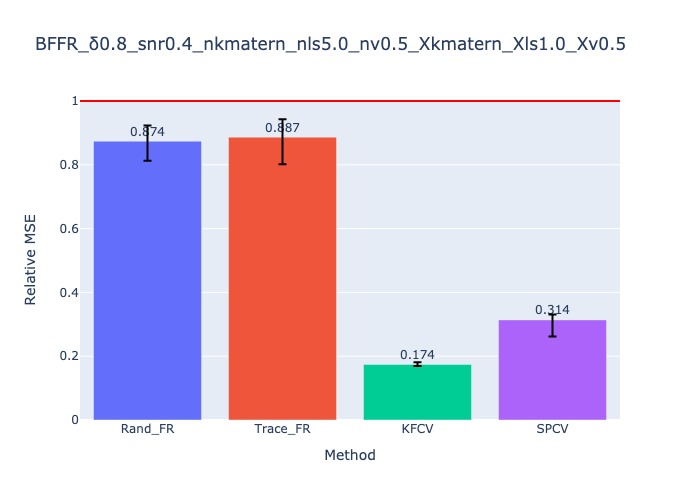 BFFR_δ0.8_snr0.4_nkmatern_nls5.0_nv0.5_Xkmatern_Xls1.0_Xv0.5
1
0.874
0.887
0.8
0.6
Relative MSE
0.4
0.314
0.2
0.174
0
Rand_FR Trace_FR KFCV SPCV
Method